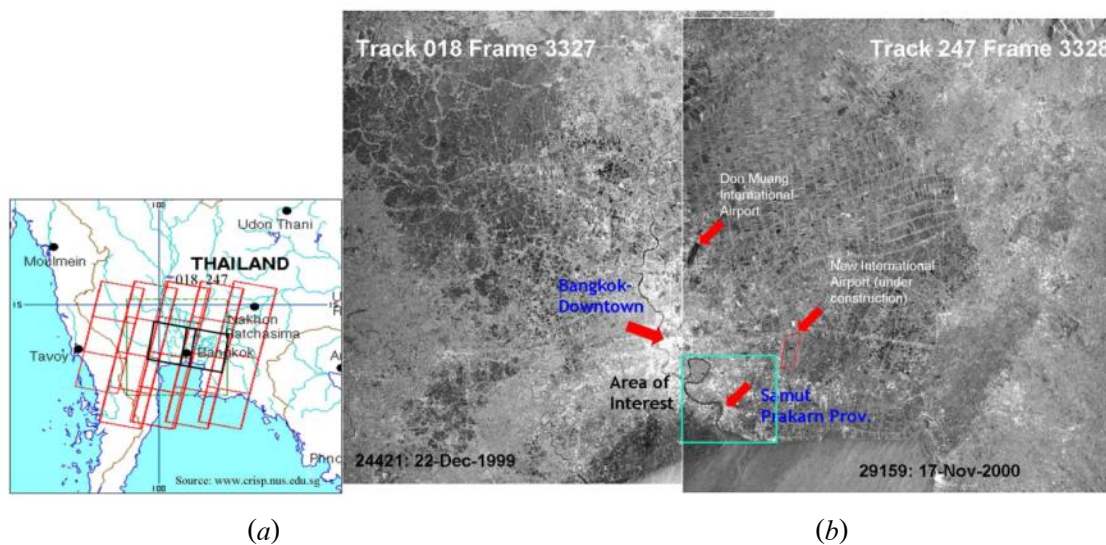 Track 018 Frame 3327
Track 247 Frame 3328
Don Muang
International
Airport
New International
Airport (under
construction)
Bangkok-
Downtown
Area of
Interest
Samut
Prakarn Prov.
24421: 22-Dec-1999
29159: 17-Nov-2000
100
Udon Thani
Moulmein
THAILAND
018 247
15
Nakhon
Ratchasima
Tavoy
Bangkok
100
Source: www.crisp.nus.edu.sg
(a)
(b)